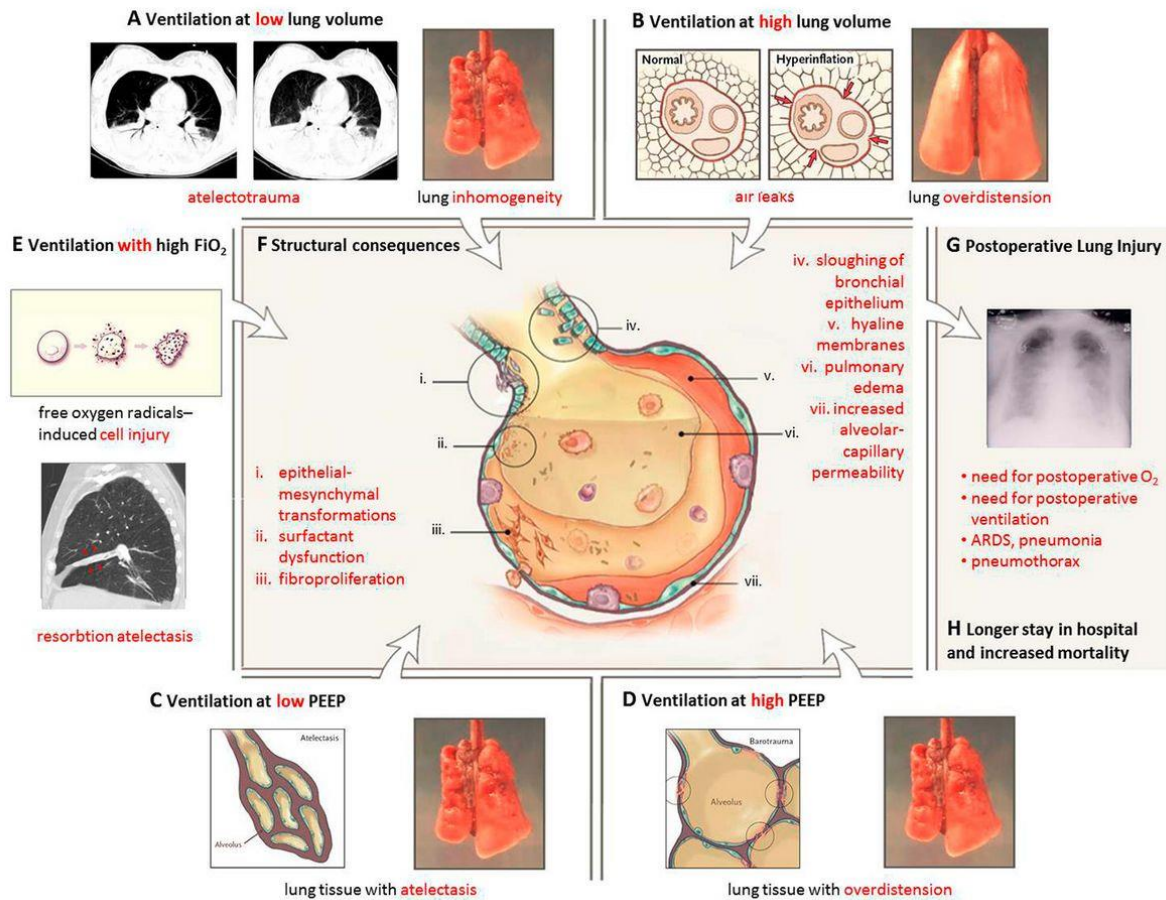 A Ventilation at low lung volume
atelectotrauma
lung inhomogeneity
B Ventilation at high lung volume
Normal
Hyperinflation
air leaks
lung overdistension
E Ventilation with high FiO₂
free oxygen radicals–
induced cell injury
resorbtion atelectasis
F Structural consequences
i.
ii.
iii.
iv.
v.
vi.
vii.
i. epithelial-
mesynchymal
transformations
ii. surfactant
dysfunction
iii. fibroproliferation
iv. sloughing of
bronchial
epithelium
v. hyaline
membranes
vi. pulmonary
edema
vii. increased
alveolar-
capillary
permeability
G Postoperative Lung Injury
• need for postoperative O₂
• need for postoperative
ventilation
• ARDS, pneumonia
• pneumothorax
H Longer stay in hospital
and increased mortality
C Ventilation at low PEEP
Atelectasis
Alveolus
lung tissue with atelectasis
D Ventilation at high PEEP
Barotrauma
Alveolus
lung tissue with overdistension